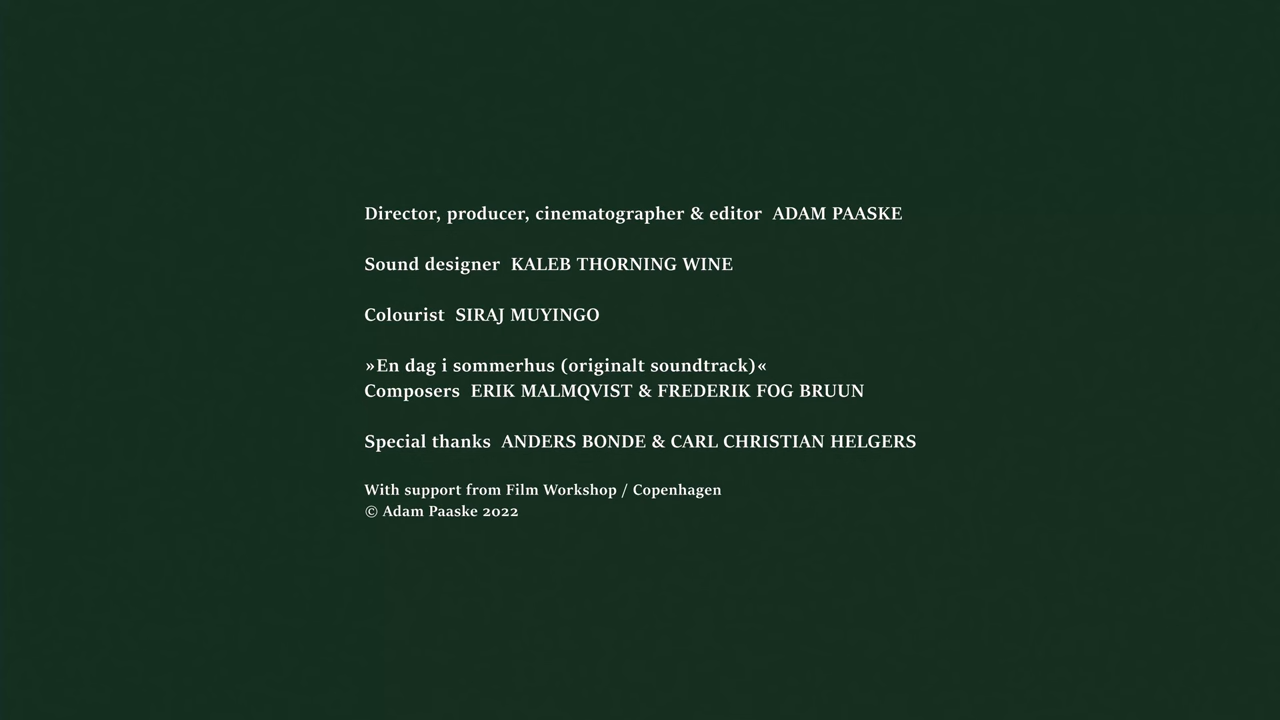 Director, producer, cinematographer & editor ADAM PAASKE
Sound designer KALEB THORNING WINE
Colourist SIRAJ MUYINGO
»En dag i sommerhus (originalt soundtrack)«
Composers ERIK MALMQVIST & FREDERIK FOG BRUUN
Special thanks ANDERS BONDE & CARL CHRISTIAN HELGERS
With support from Film Workshop / Copenhagen
© Adam Paaske 2022